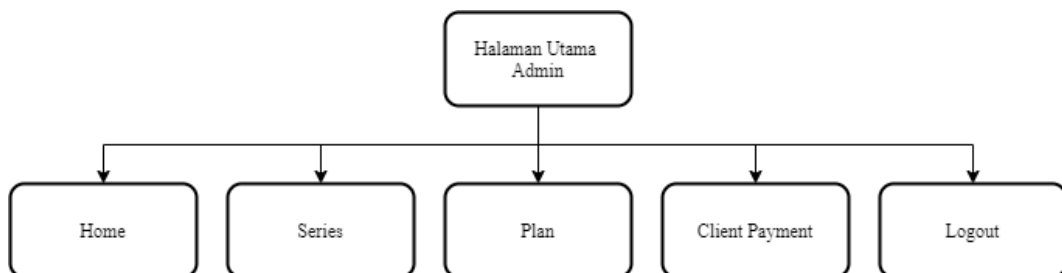 Halaman Utama
Admin
Home
Series
Plan
Client Payment
Logout